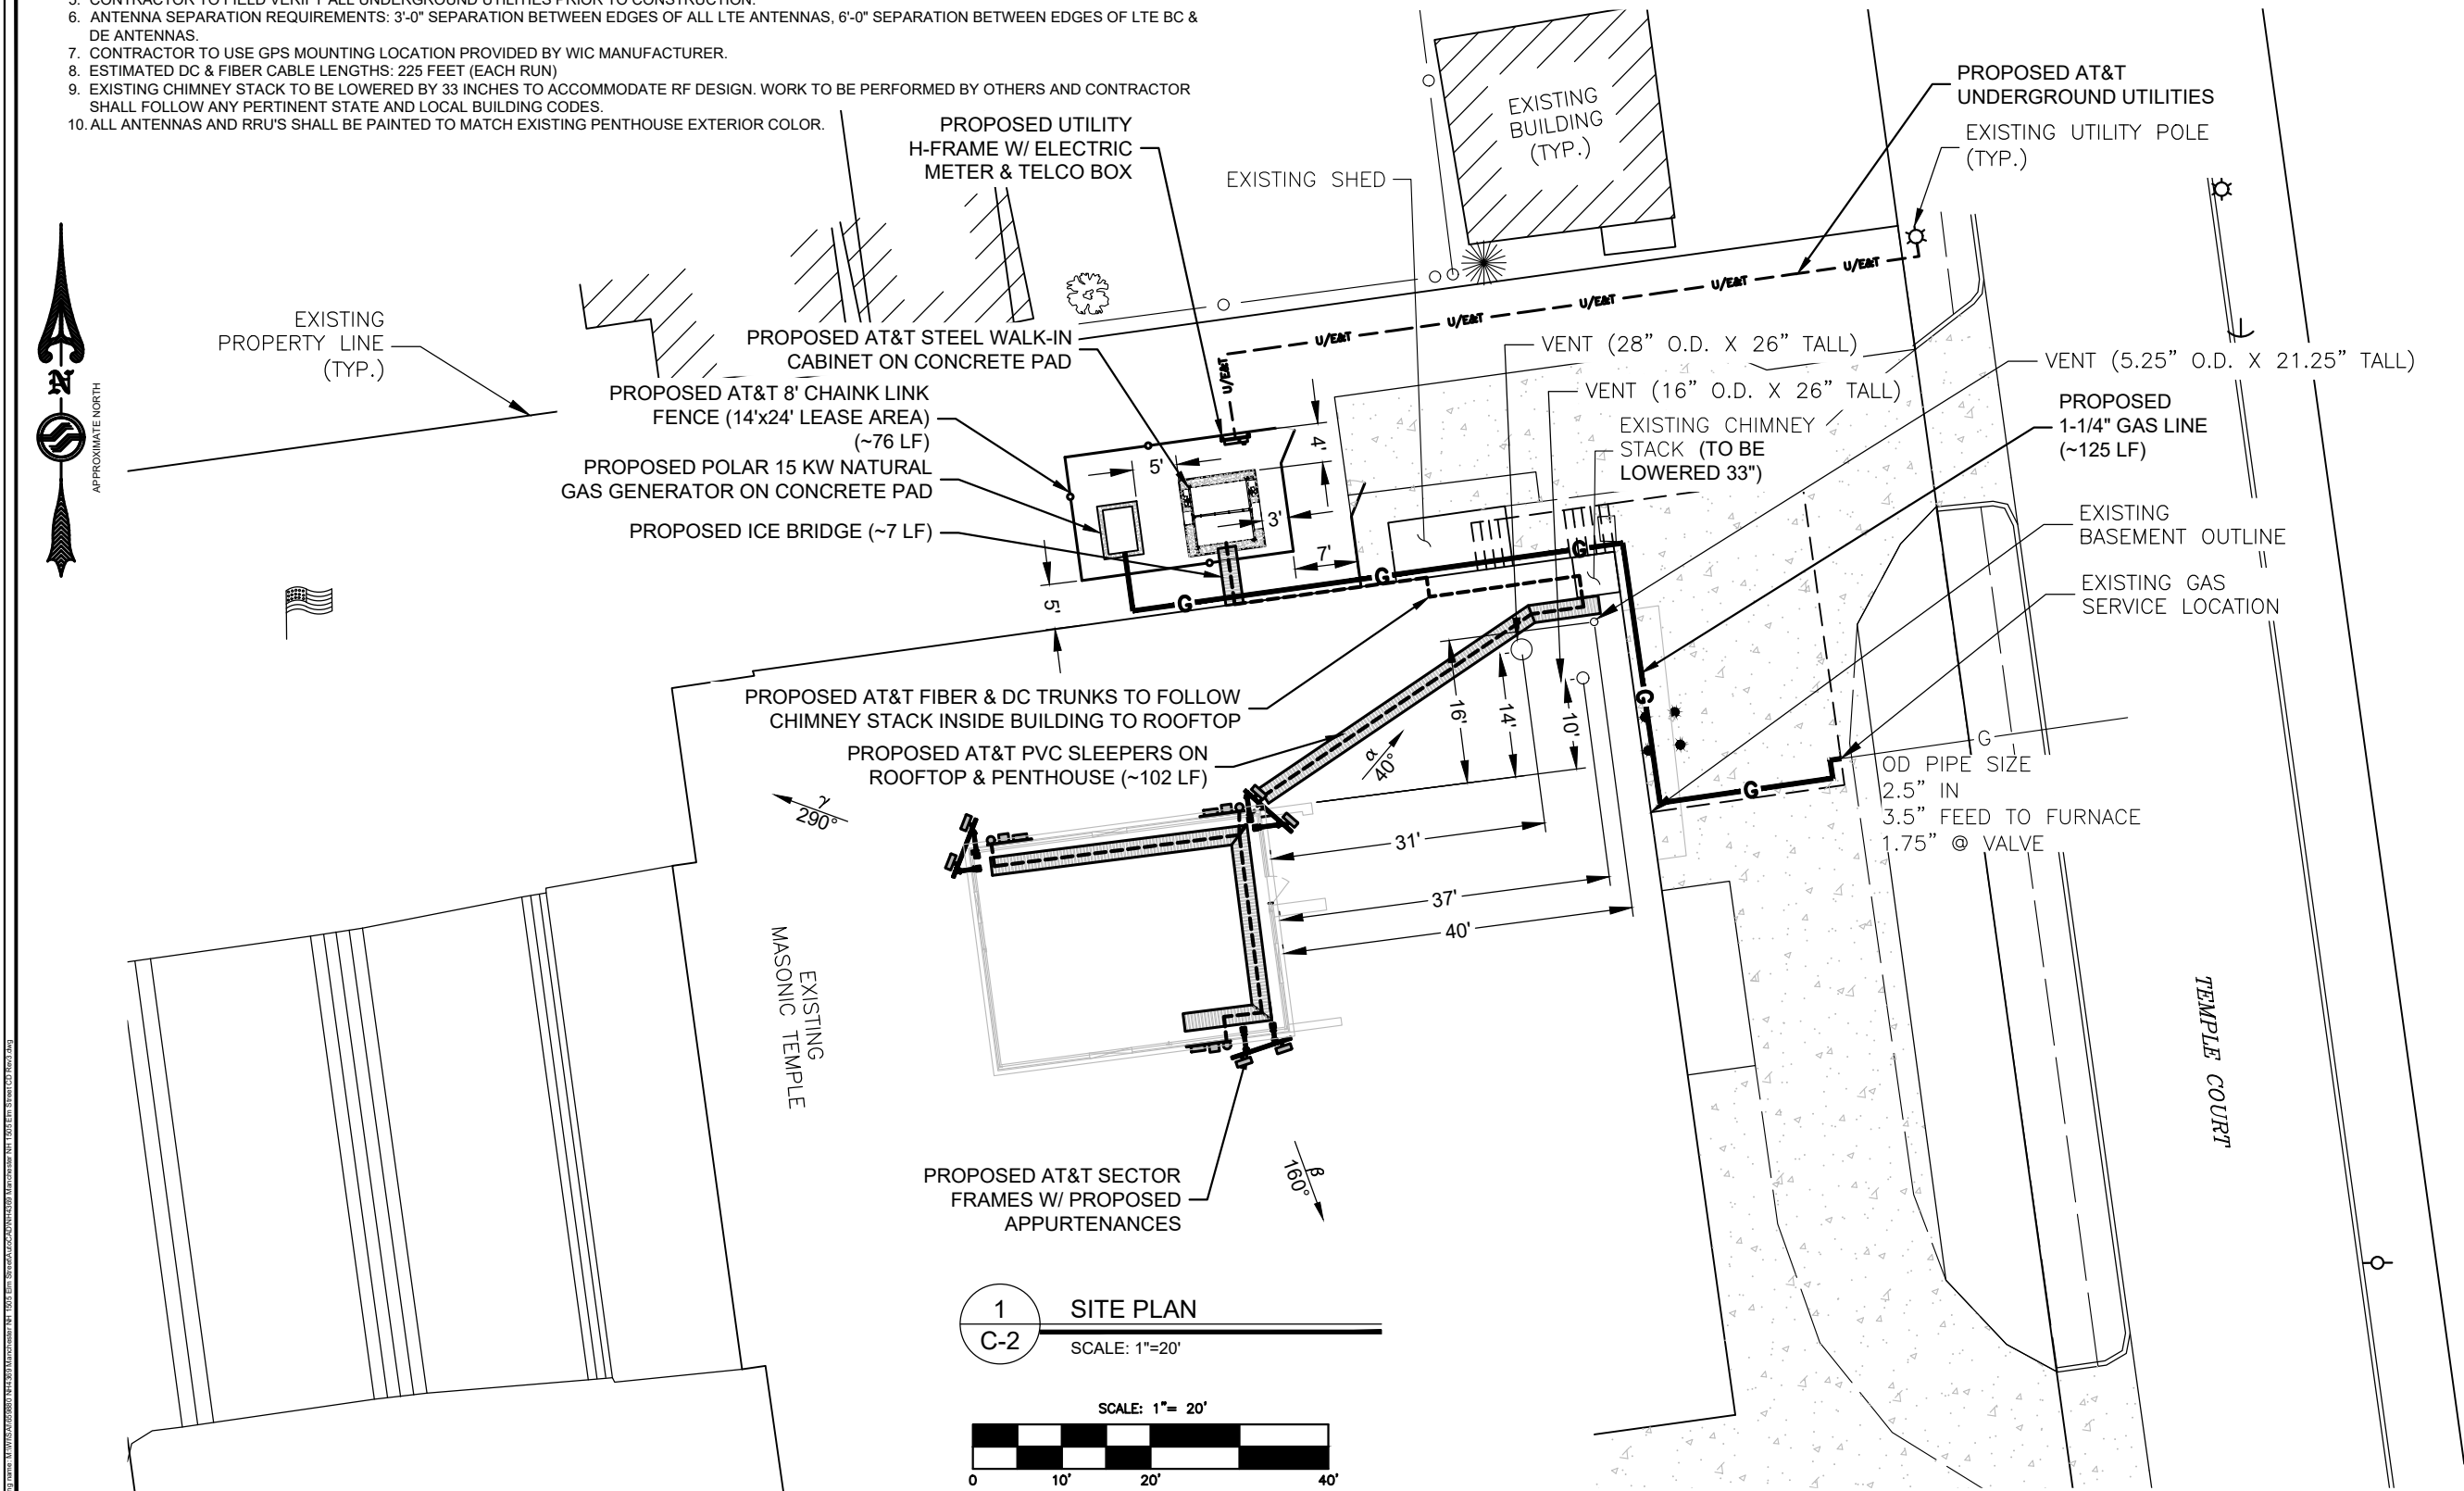 5. CONTRACTOR TO FIELD VERIFY ALL UNDERGROUND UTILITIES PRIOR TO CONSTRUCTION.
6. ANTENNA SEPARATION REQUIREMENTS: 3'-0" SEPARATION BETWEEN EDGES OF ALL LTE ANTENNAS, 6'-0" SEPARATION BETWEEN EDGES OF LTE BC &
DE ANTENNAS.
7. CONTRACTOR TO USE GPS MOUNTING LOCATION PROVIDED BY WIC MANUFACTURER.
8. ESTIMATED DC & FIBER CABLE LENGTHS: 225 FEET (EACH RUN)
9. EXISTING CHIMNEY STACK TO BE LOWERED BY 33 INCHES TO ACCOMMODATE RF DESIGN. WORK TO BE PERFORMED BY OTHERS AND CONTRACTOR
SHALL FOLLOW ANY PERTINENT STATE AND LOCAL BUILDING CODES.
10. ALL ANTENNAS AND RRU'S SHALL BE PAINTED TO MATCH EXISTING PENTHOUSE EXTERIOR COLOR.
PROPOSED UTILITY
H-FRAME W/ ELECTRIC
METER & TELCO BOX
EXISTING SHED
EXISTING
BUILDING
(TYP.)
PROPOSED AT&T
UNDERGROUND UTILITIES
EXISTING UTILITY POLE
(TYP.)
N
APPROXIMATE NORTH
EXISTING
PROPERTY LINE
(TYP.)
PROPOSED AT&T STEEL WALK-IN
CABINET ON CONCRETE PAD
PROPOSED AT&T 8' CHAINK LINK
FENCE (14'x24' LEASE AREA)
(~76 LF)
PROPOSED POLAR 15 KW NATURAL
GAS GENERATOR ON CONCRETE PAD
PROPOSED ICE BRIDGE (~7 LF)
U/E&T
U/E&T
U/E&T
U/E&T
U/E&T
U/E&T
VENT (28" O.D. X 26" TALL)
VENT (16" O.D. X 26" TALL)
EXISTING CHIMNEY
STACK (TO BE
LOWERED 33")
VENT (5.25" O.D. X 21.25" TALL)
PROPOSED
1-1/4" GAS LINE
(~125 LF)
EXISTING
BASEMENT OUTLINE
EXISTING GAS
SERVICE LOCATION
4'
5'
3'
7'
5'
G
G
G
G
G
G
PROPOSED AT&T FIBER & DC TRUNKS TO FOLLOW
CHIMNEY STACK INSIDE BUILDING TO ROOFTOP
PROPOSED AT&T PVC SLEEPERS ON
ROOFTOP & PENTHOUSE (~102 LF)
16'
14'
10'
α
40°
γ
290°
OD PIPE SIZE
2.5" IN
3.5" FEED TO FURNACE
1.75" @ VALVE
31'
37'
40'
EXISTING
MASONIC TEMPLE
TEMPLE COURT
PROPOSED AT&T SECTOR
FRAMES W/ PROPOSED
APPURTENANCES
β
160°
1
C-2
SITE PLAN
SCALE: 1"=20'
SCALE: 1"= 20'
0 10' 20' 40'